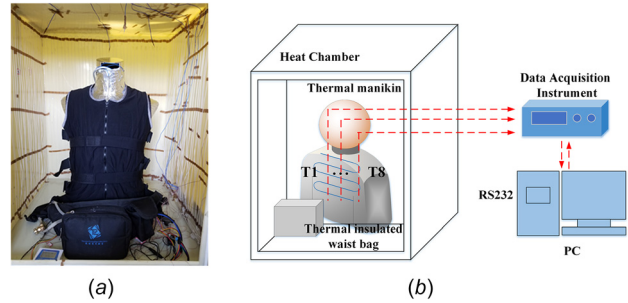 Heat Chamber
Thermal manikin
T1 ... T8
Thermal insulated
waist bag
Data Acquisition
Instrument
RS232
PC
(a)
(b)